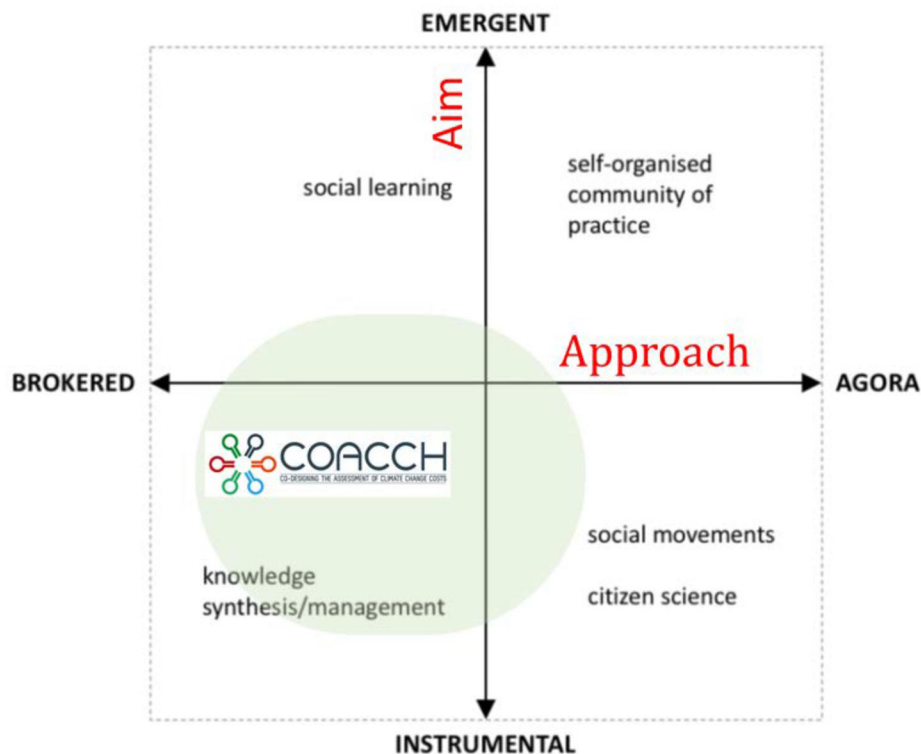 EMERGENT
Aim
social learning
self-organised
community of
practice
Approach
BROKERED
AGORA
COACCH
CO-DESIGNING THE ASSESSMENT OF CLIMATE CHANGE COSTS
social movements
knowledge
synthesis/management
citizen science
INSTRUMENTAL